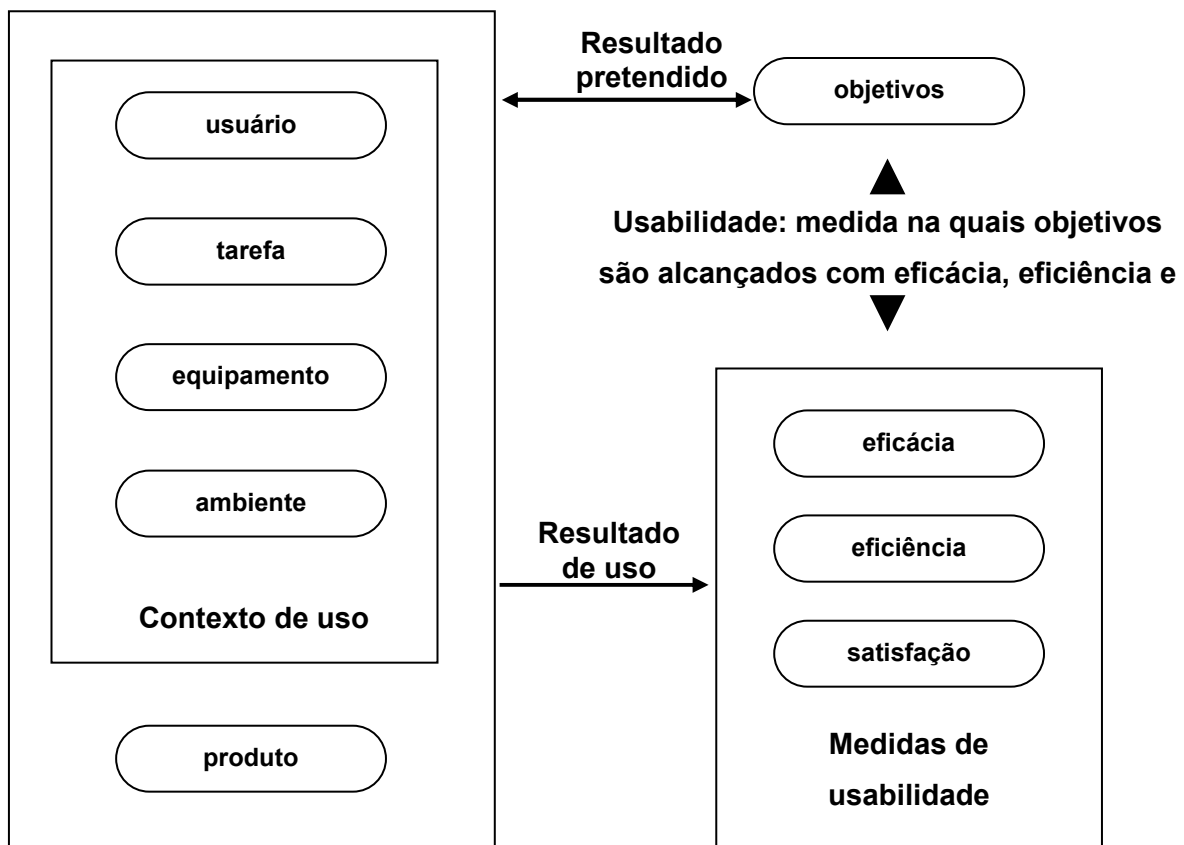 usuário
tarefa
equipamento
ambiente
Contexto de uso
produto
Resultado
pretendido
objetivos
Usabilidade: medida na quais objetivos
são alcançados com eficácia, eficiência e
Resultado
de uso
eficácia
eficiência
satisfação
Medidas de
usabilidade